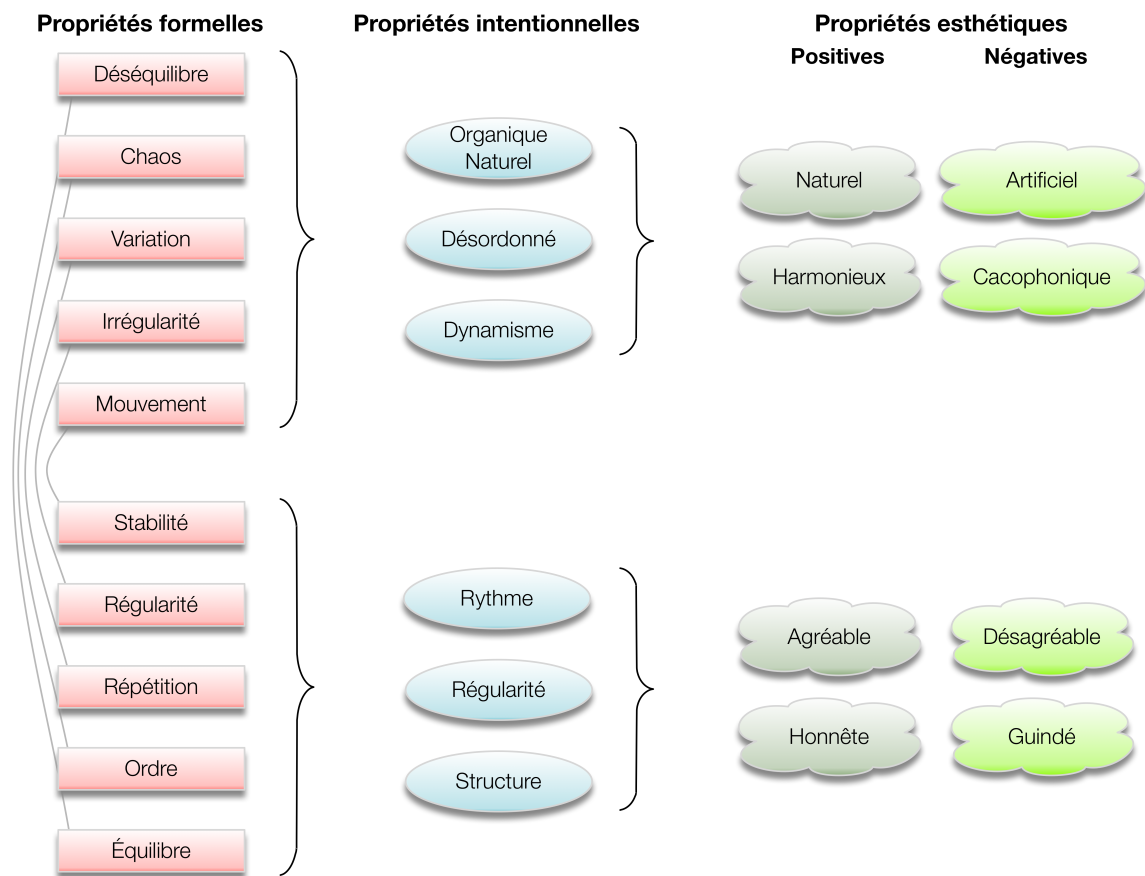 Propriétés formelles
Propriétés intentionnelles
Propriétés esthétiques
Positives
Négatives
Déséquilibre
Chaos
Variation
Irrégularité
Mouvement
Organique
Naturel
Désordonné
Dynamisme
Naturel
Artificiel
Harmonieux
Cacophonique
Stabilité
Régularité
Répétition
Ordre
Équilibre
Rythme
Régularité
Structure
Agréable
Désagréable
Honnête
Guindé